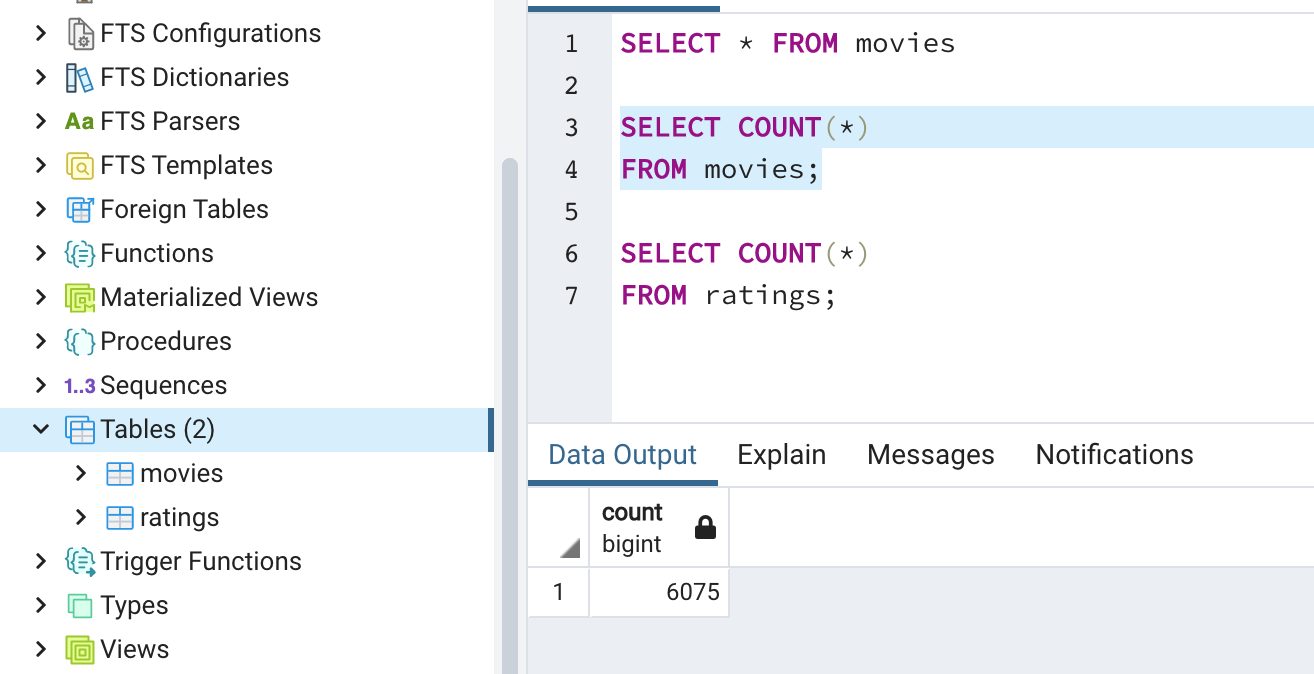 FTS Configurations
FTS Dictionaries
Aa FTS Parsers
FTS Templates
Foreign Tables
Functions
Materialized Views
Procedures
1..3 Sequences
Tables (2)
movies
ratings
Trigger Functions
Types
Views
1 SELECT * FROM movies
2
3 SELECT COUNT(*)
4 FROM movies;
5
6 SELECT COUNT(*)
7 FROM ratings;
Data Output Explain Messages Notifications
count
bigint
1 6075